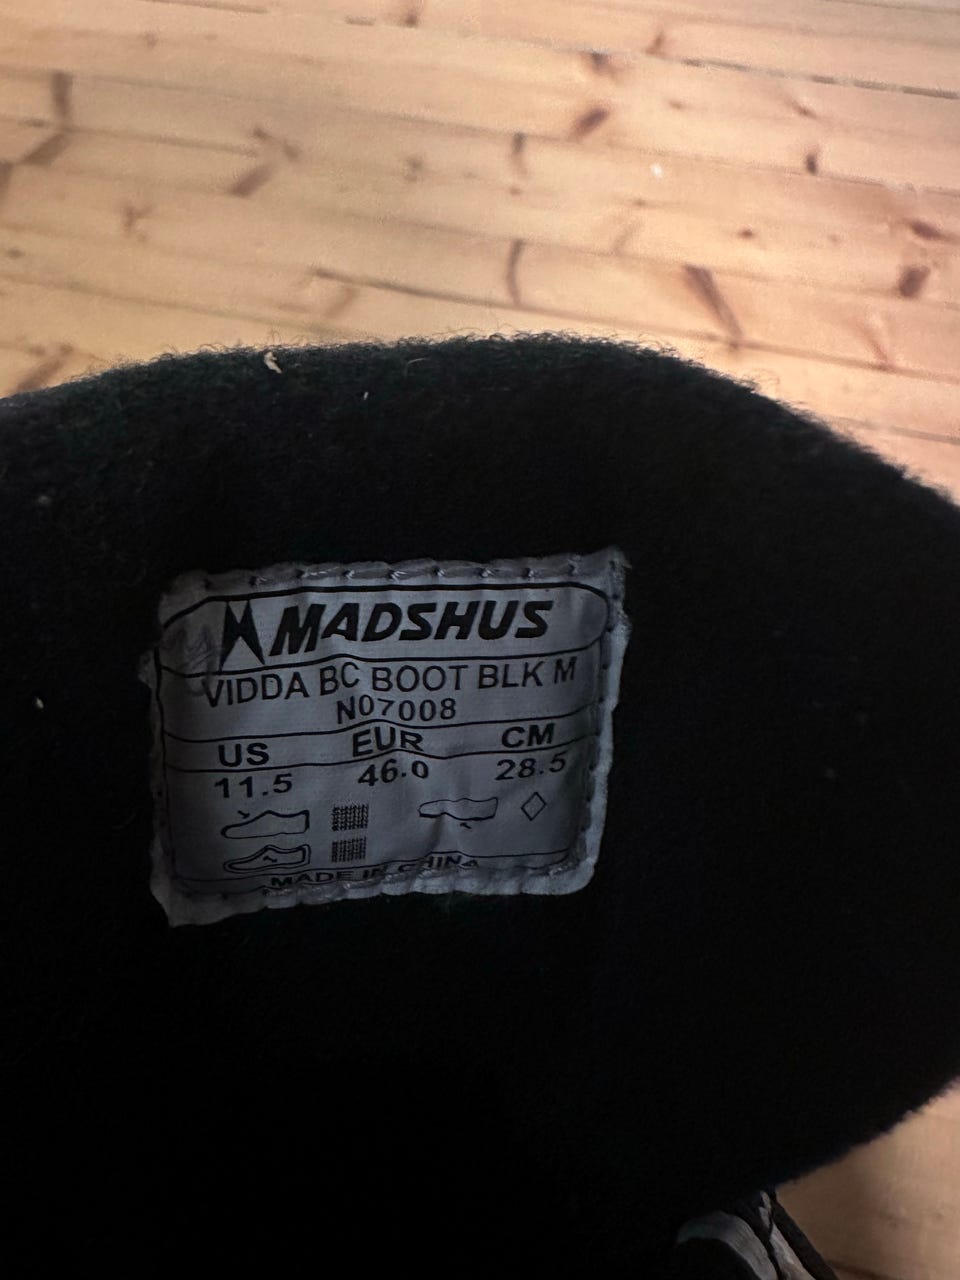 MADSHUS
VIDDA BC BOOT BLK M
N07008
US EUR CM
11.5 46.0 28.5
MADE IN CHINA